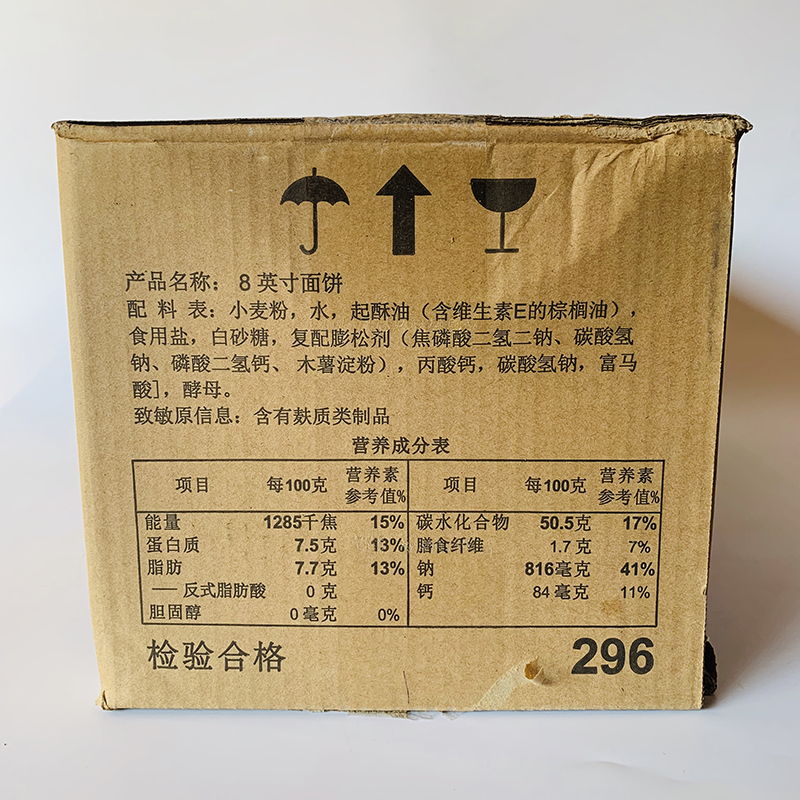 产品名称：8英寸面饼
配 料 表：小麦粉，水，起酥油（含维生素E的棕榈油），
食用盐，白砂糖，复配膨松剂（焦磷酸二氢二钠、碳酸氢
钠、磷酸二氢钙、木薯淀粉），丙酸钙，碳酸氢钠，富马
酸］，酵母。
致敏原信息：含有麸质类制品
营养成分表
项目 每100克 营养素参考值% 项目 每100克 营养素参考值%
能量 1285千焦 15% 碳水化合物 50.5克 17%
蛋白质 7.5克 13% 膳食纤维 1.7克 7%
脂肪 7.7克 13% 钠 816毫克 41%
—反式脂肪酸 0克 钙 84毫克 11%
胆固醇 0毫克 0%
检验合格 296